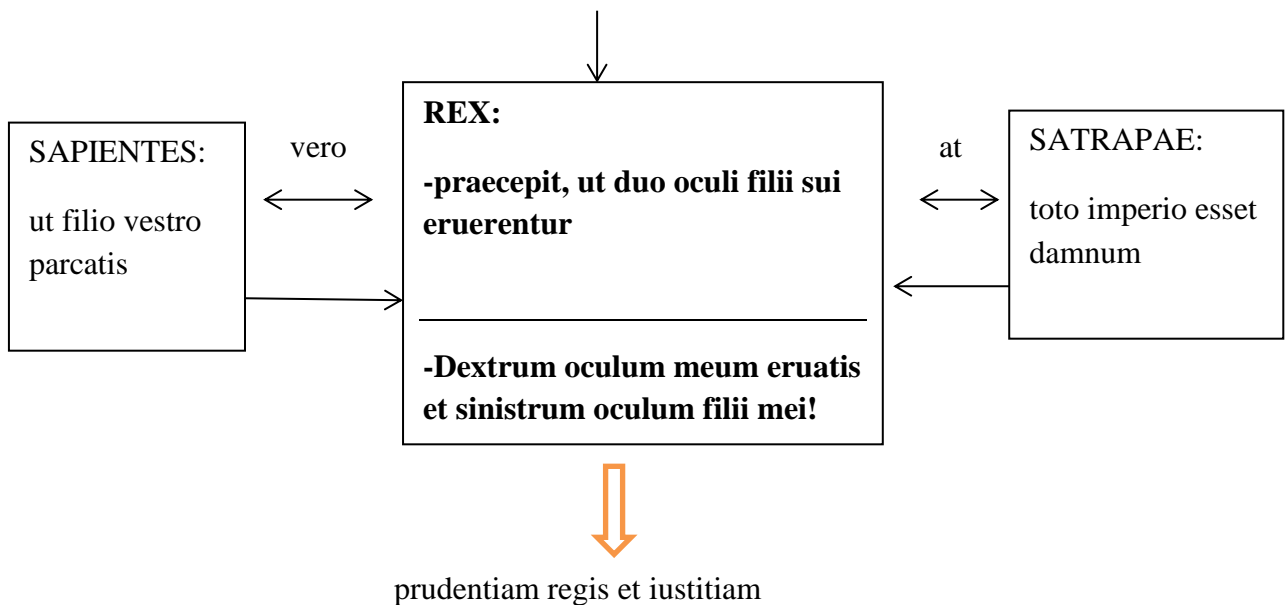 SAPIENTES:
ut filio vestro
parcatis
vero
REX:
-praecepit, ut duo oculi filii sui
eruerentur
-Dextrum oculum meum eruatis
et sinistrum oculum filii mei!
at
SATRAPAE:
toto imperio esset
damnum
prudentiam regis et iustitiam